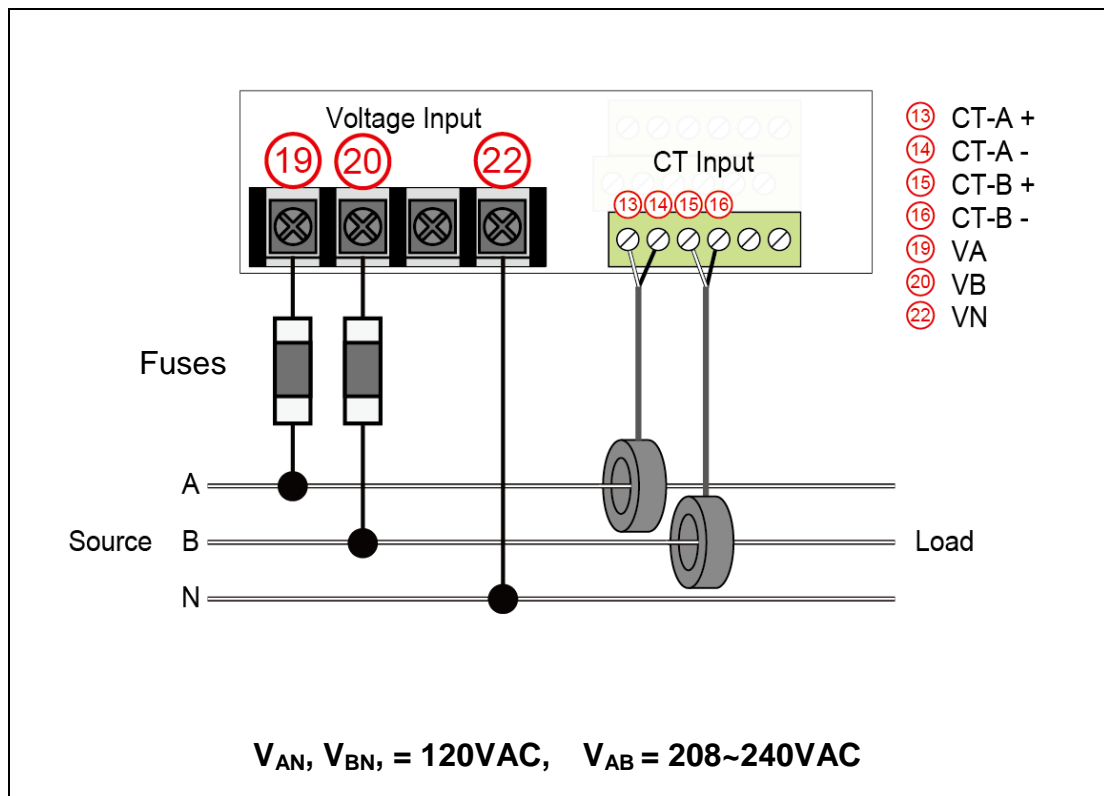 Voltage Input
19 20 22
CT Input
13 14 15 16
13 CT-A +
14 CT-A -
15 CT-B +
16 CT-B -
19 VA
20 VB
22 VN
Fuses
A
Source B Load
N
VAN, VBN, = 120VAC, VAB = 208~240VAC